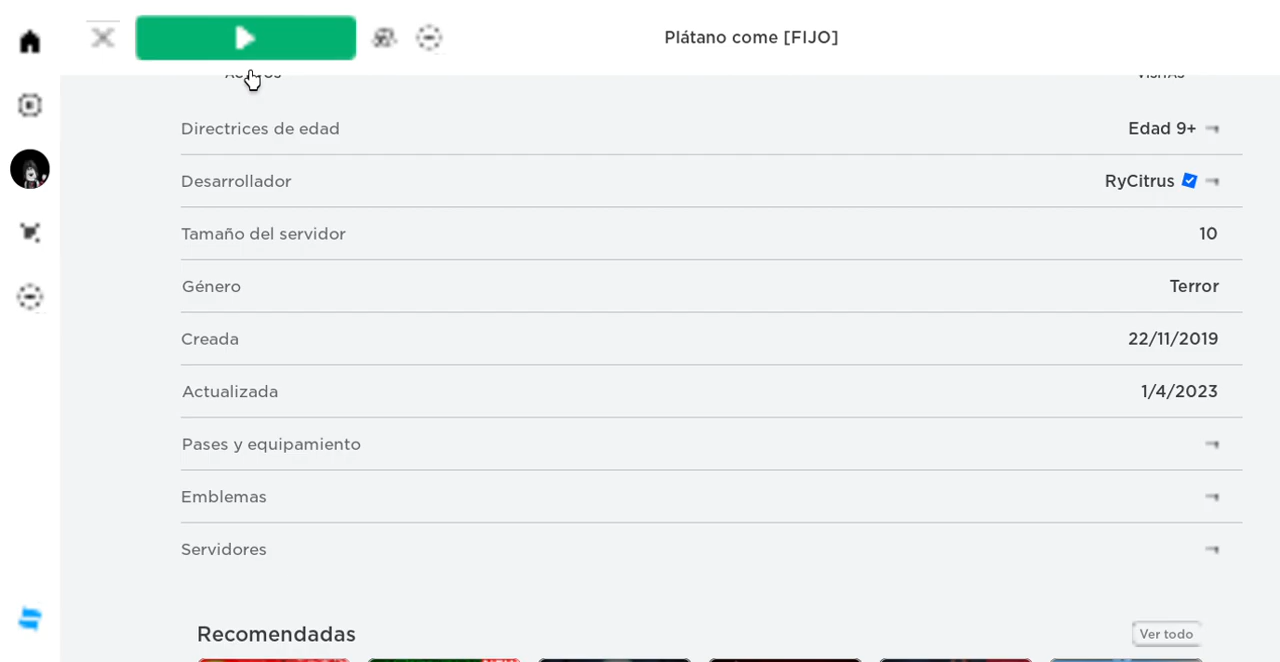 Plátano come [FIJO]
Directrices de edad
Edad 9+
Desarrollador
RyCitrus
Tamaño del servidor
10
Género
Terror
Creada
22/11/2019
Actualizada
1/4/2023
Pases y equipamiento
Emblemas
Servidores
Recomendadas
Ver todo